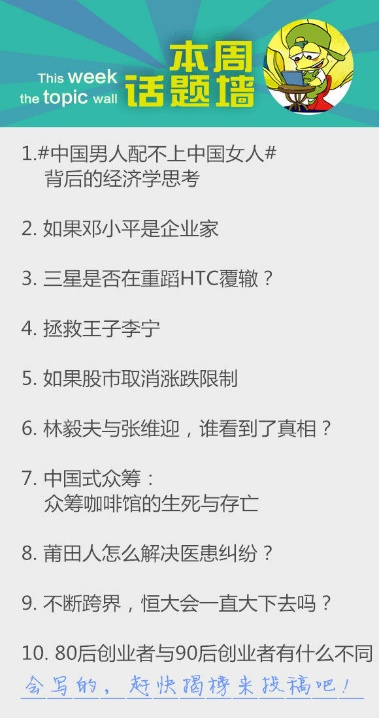 本周
This week
the topic wall
话题墙
1.#中国男人配不上中国女人#
背后的经济学思考
2. 如果邓小平是企业家
3. 三星是否在重蹈HTC覆辙？
4. 拯救王子李宁
5. 如果股市取消涨跌限制
6. 林毅夫与张维迎，谁看到了真相？
7. 中国式众筹：
众筹咖啡馆的生死与存亡
8. 莆田人怎么解决医患纠纷？
9. 不断跨界，恒大会一直大下去吗？
10. 80后创业者与90后创业者有什么不同
会写的，赶快揭榜来投稿吧！